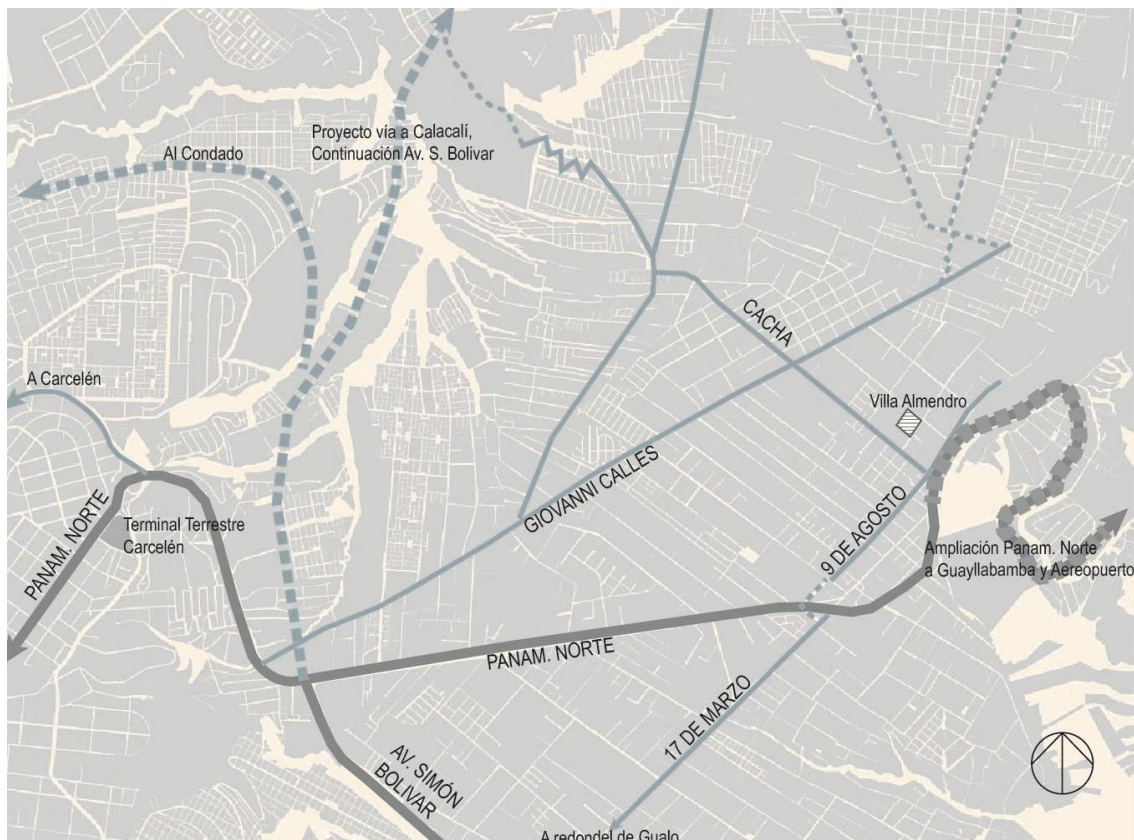 Proyecto vía a Calacalí,
Continuación Av. S. Bolivar
Al Condado
CACHA
A Carcelén
Villa Almendro
GIOVANNI CALLES
PANAM. NORTE
Terminal Terrestre
Carcelén
9 DE AGOSTO
Ampliación Panam. Norte
a Guayllabamba y Aereopuerto
PANAM. NORTE
17 DE MARZO
AV. SIMÓN
BOLIVAR
A redondel de Gualo